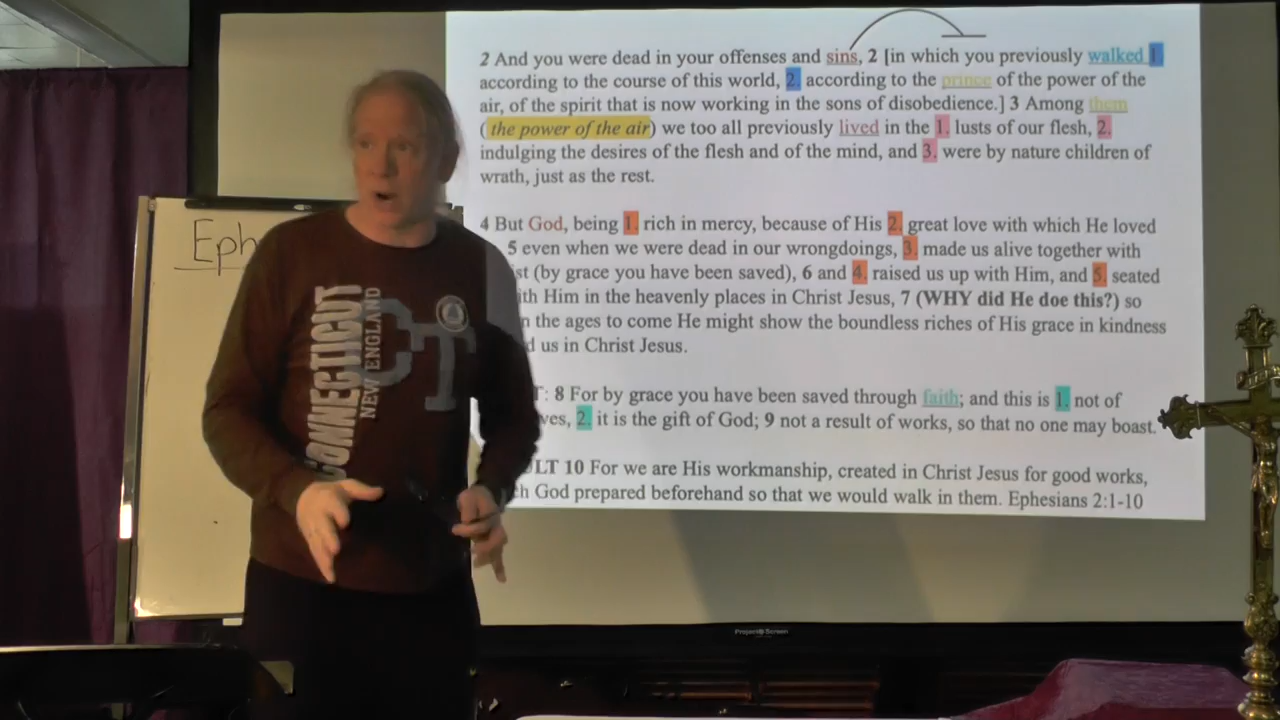 2 And you were dead in your offenses and sins, 2 [in which you previously walked 1.
according to the course of this world, 2. according to the prince of the power of the
air, of the spirit that is now working in the sons of disobedience.] 3 Among them
(the power of the air) we too all previously lived in the 1. lusts of our flesh, 2.
indulging the desires of the flesh and of the mind, and 3. were by nature children of
wrath, just as the rest.
4 But God, being 1. rich in mercy, because of His 2. great love with which He loved
5 even when we were dead in our wrongdoings, 3. made us alive together with
st (by grace you have been saved), 6 and 4. raised us up with Him, and 5. seated
ith Him in the heavenly places in Christ Jesus, 7 (WHY did He doe this?) so
n the ages to come He might show the boundless riches of His grace in kindness
d us in Christ Jesus.
T: 8 For by grace you have been saved through faith; and this is 1. not of
ves, 2. it is the gift of God; 9 not a result of works, so that no one may boast.
LT 10 For we are His workmanship, created in Christ Jesus for good works,
h God prepared beforehand so that we would walk in them. Ephesians 2:1-10
Eph
CONNECTICUT
NEW ENGLAND
CT